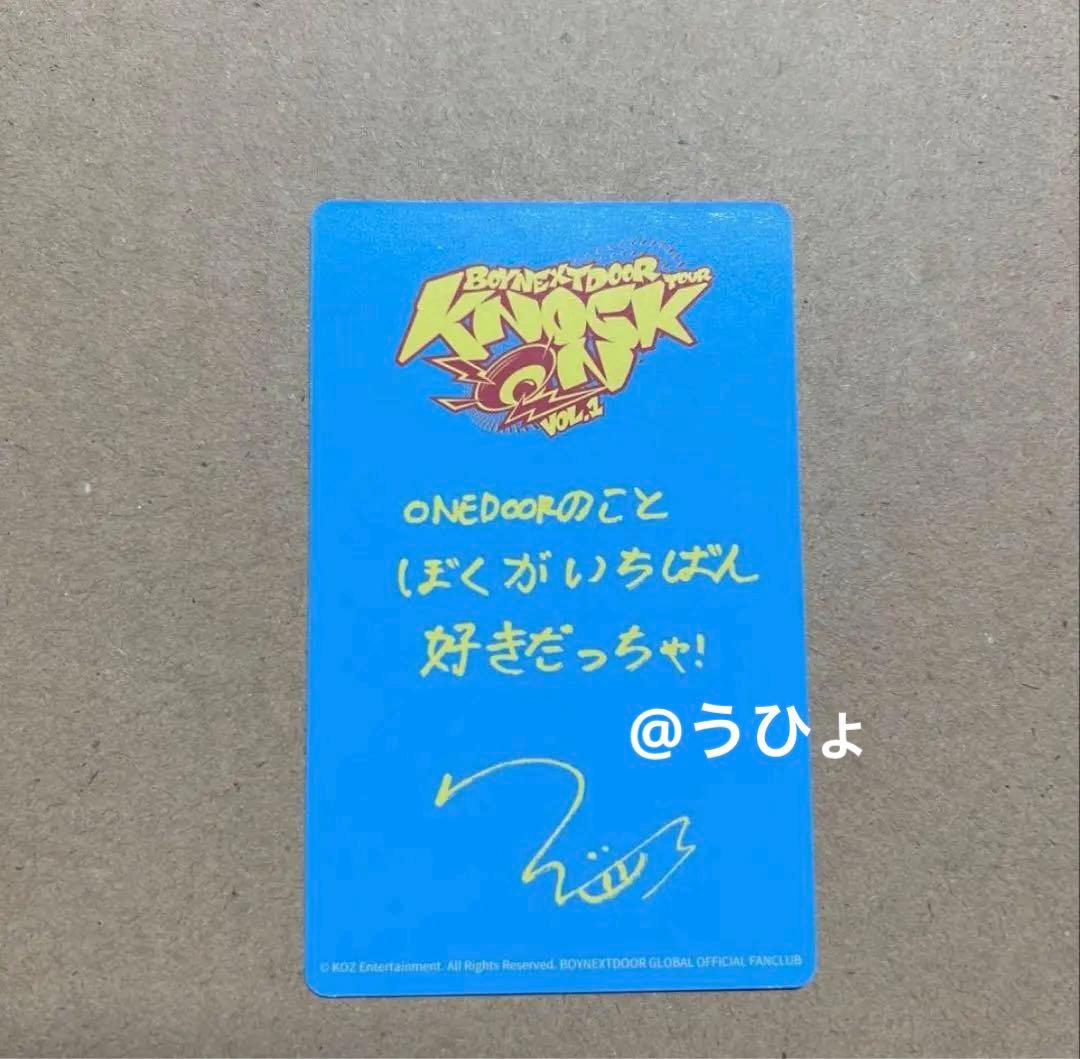 BOYNEXTDOOR TOUR
KNOCK
ON
VOL.1
ONEDOORのこと
ぼくがいちばん
好きだっちゃ!
@うひょ
© KOZ Entertainment. All Rights Reserved. BOYNEXTDOOR GLOBAL OFFICIAL FANCLUB